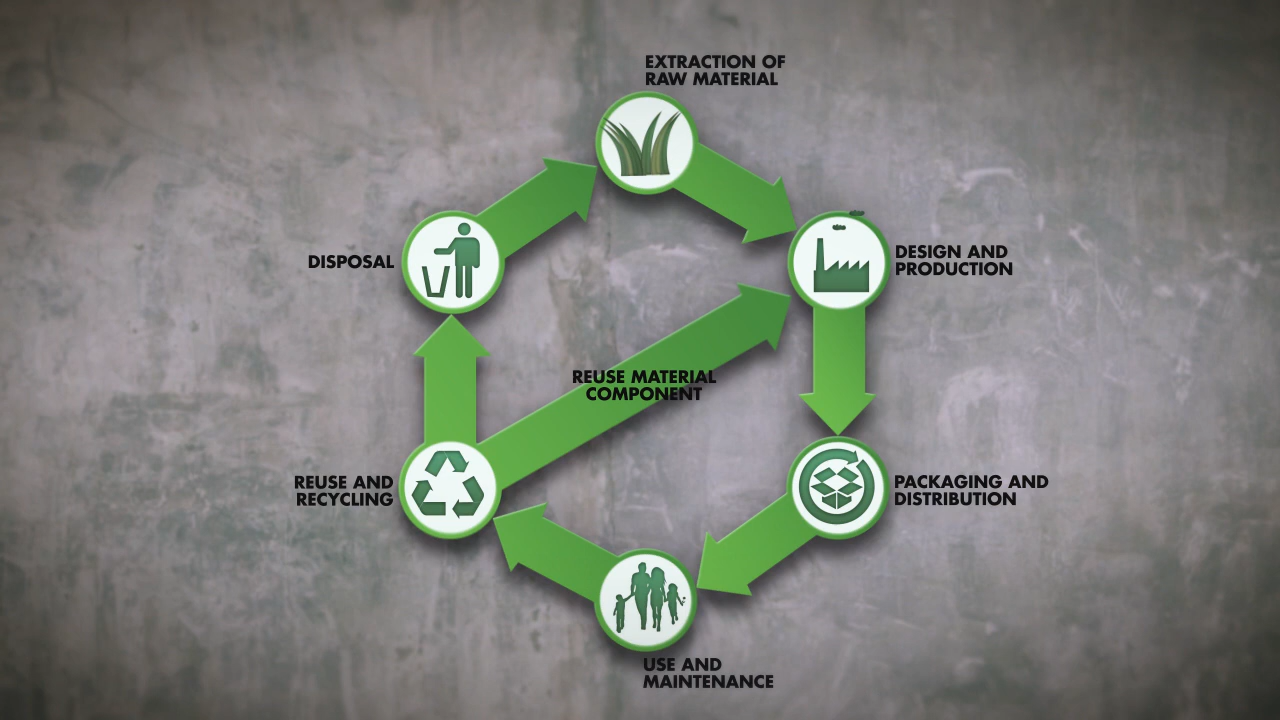 EXTRACTION OF
RAW MATERIAL
DESIGN AND
PRODUCTION
DISPOSAL
REUSE MATERIAL
COMPONENT
REUSE AND
RECYCLING
PACKAGING AND
DISTRIBUTION
USE AND
MAINTENANCE